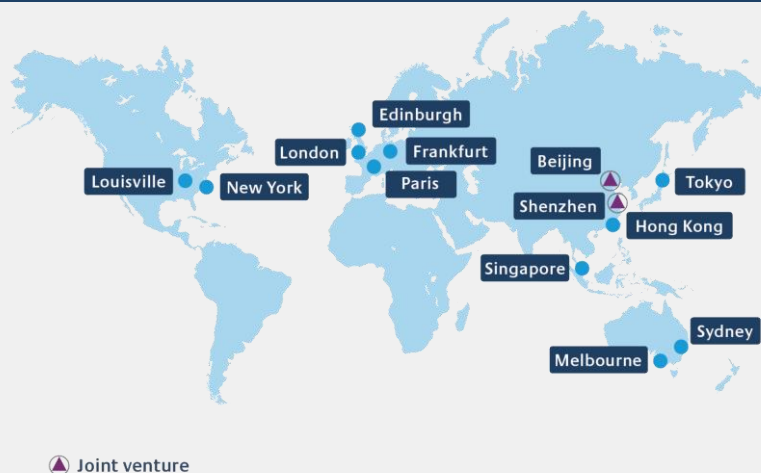 Edinburgh
London
Frankfurt
Beijing
Louisville
New York
Paris
Tokyo
Shenzhen
Hong Kong
Singapore
Sydney
Melbourne
Joint venture